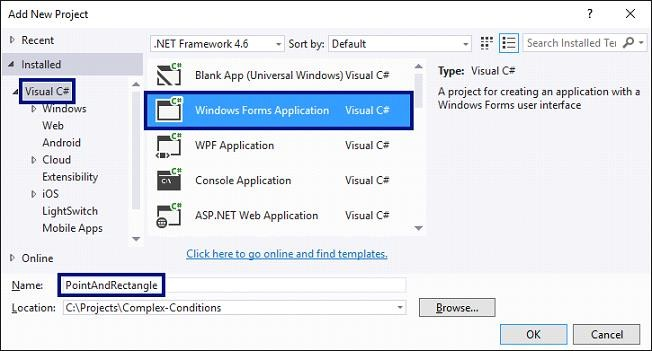 Add New Project
Recent
.NET Framework 4.6
Sort by: Default
Search Installed Te
Installed
Visual C#
Windows
Web
Android
Cloud
Extensibility
iOS
LightSwitch
Mobile Apps
Online
Blank App (Universal Windows) Visual C#
Windows Forms Application Visual C#
WPF Application Visual C#
Console Application Visual C#
ASP.NET Web Application Visual C#
Click here to go online and find templates.
Type: Visual C#
A project for creating an application with a
Windows Forms user interface
Name: PointAndRectangle
Location: C:\Projects\Complex-Conditions
Browse...
OK Cancel